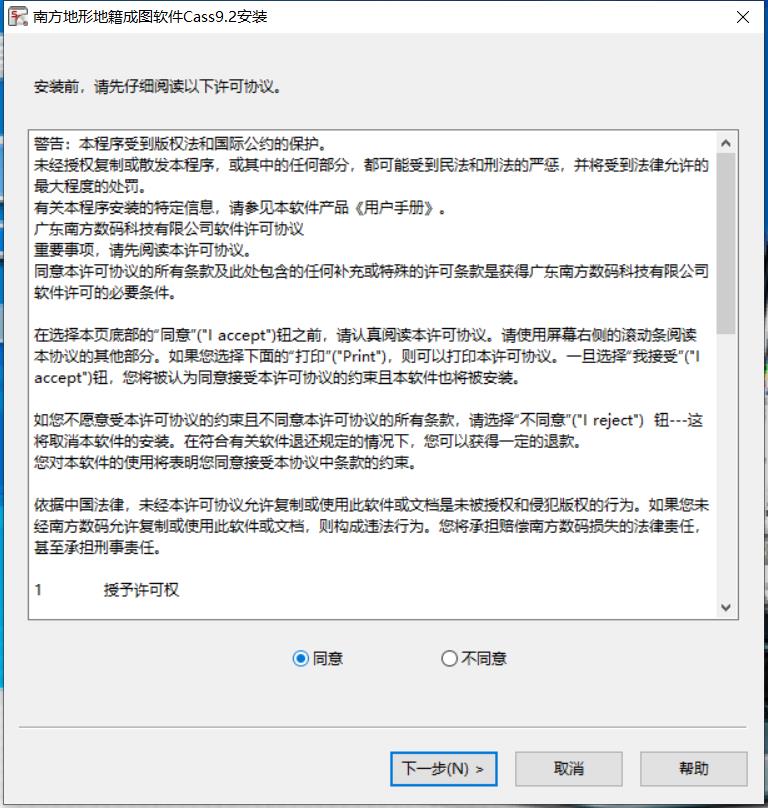 南方地形地籍成图软件Cass9.2安装
安装前，请先仔细阅读以下许可协议。
警告：本程序受到版权法和国际公约的保护。
未经授权复制或散发本程序，或其中的任何部分，都可能受到民法和刑法的严惩，并将受到法律允许的
最大程度的处罚。
有关本程序安装的特定信息，请参见本软件产品《用户手册》。
广东南方数码科技有限公司软件许可协议
重要事项，请先阅读本许可协议。
同意本许可协议的所有条款及此处包含的任何补充或特殊的许可条款是获得广东南方数码科技有限公司
软件许可的必要条件。
在选择本页底部的“同意”("I accept")钮之前，请认真阅读本许可协议。请使用屏幕右侧的滚动条阅读
本协议的其他部分。如果您选择下面的“打印”("Print")，则可以打印本许可协议。一旦选择“我接受”("I
accept")钮，您将被认为同意接受本许可协议的约束且本软件也将被安装。
如您不愿意受本许可协议的约束且不同意本许可协议的所有条款，请选择“不同意”("I reject") 钮---这
将取消本软件的安装。在符合有关软件退还规定的情况下，您可以获得一定的退款。
您对本软件的使用将表明您同意接受本协议中条款的约束。
依据中国法律，未经本许可协议允许复制或使用此软件或文档是未被授权和侵犯版权的行为。如果您未
经南方数码允许复制或使用此软件或文档，则构成违法行为。您将承担赔偿南方数码损失的法律责任，
甚至承担刑事责任。
1 授予许可权
同意 不同意
下一步(N) > 取消 帮助